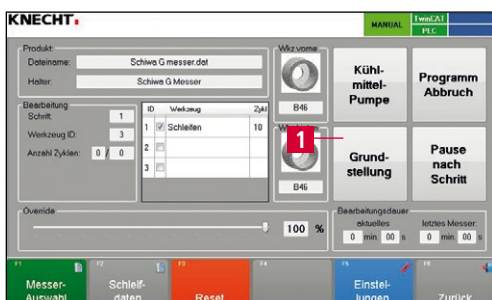 KNECHT
MANUAL
TwinCAT
PLC
Produkt
Dateiname: Schiwa G messer.dat
Halter: Schiwa G Messer
Wkz vorne
B46
Kühl-
mittel-
Pumpe
Programm
Abbruch
Bearbeitung
Schritt: 1
Werkzeug ID: 3
Anzahl Zyklen: 0 / 0
ID Werkzeug Zykl
1 Schleifen 10
2
3
1
B46
Grund-
stellung
Pause
nach
Schritt
Override
100 %
Bearbeitungsdauer
aktuelles letztes Messer:
0 min 00 s 0 min 00 s
F1 Messer-
Auswahl
F2 Schleif-
daten
F3 Reset
F4
F5 Einstel-
lungen
Zurück